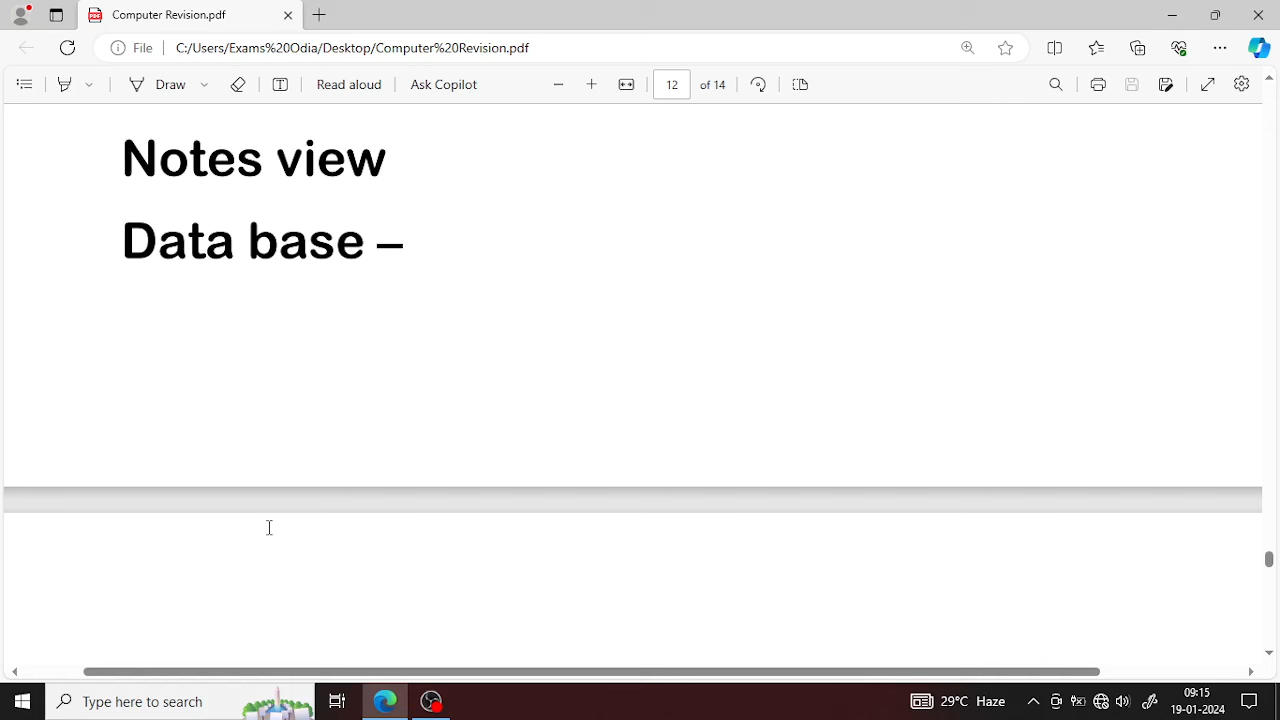 Computer Revision.pdf
File
C:/Users/Exams%20Odia/Desktop/Computer%20Revision.pdf
Draw
Read aloud
Ask Copilot
12 of 14
Notes view
Data base –
Type here to search
29°C Haze
09:15
19-01-2024